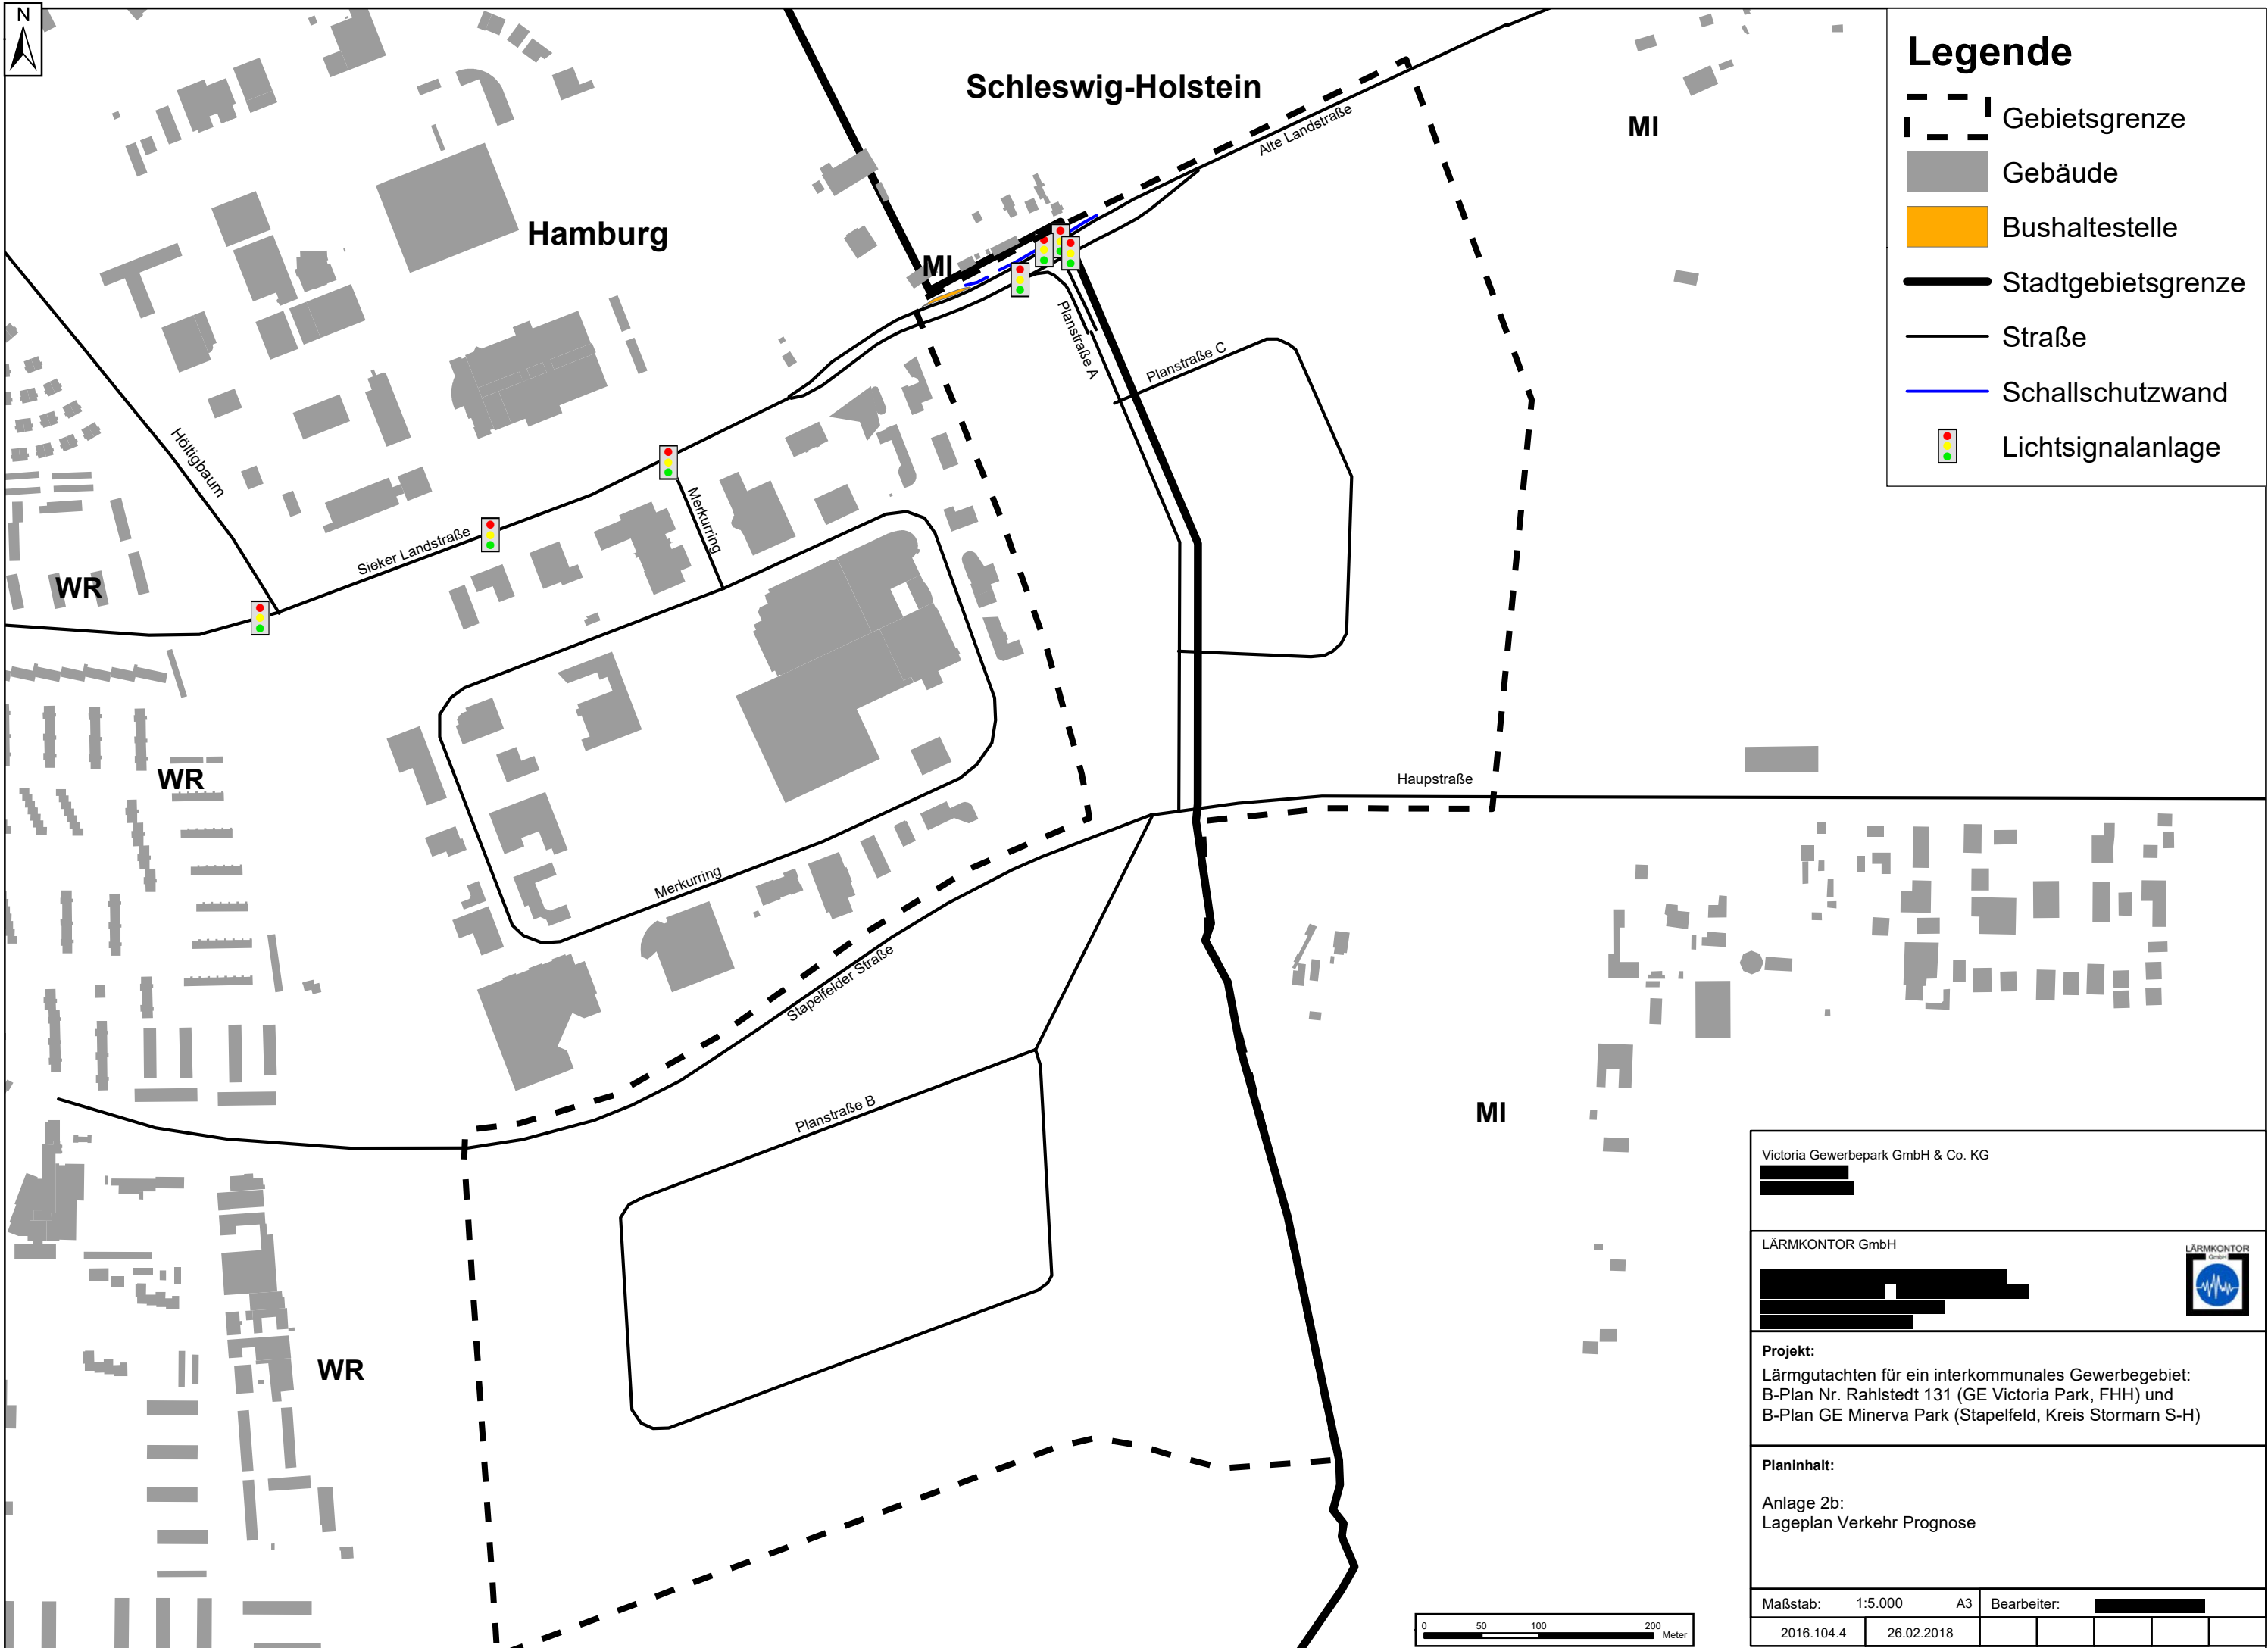 N
Schleswig-Holstein
Hamburg
MI
MI
Alte Landstraße
Planstraße A
Planstraße C
Höltigbaum
Sieker Landstraße
Merkurring
WR
WR
Haupstraße
Merkurring
Stapelfelder Straße
Planstraße B
MI
WR
Legende
Gebietsgrenze
Gebäude
Bushaltestelle
Stadtgebietsgrenze
Straße
Schallschutzwand
Lichtsignalanlage
Victoria Gewerbepark GmbH & Co. KG
LÄRMKONTOR GmbH
LÄRMKONTOR
GmbH
Projekt:
Lärmgutachten für ein interkommunales Gewerbegebiet:
B-Plan Nr. Rahlstedt 131 (GE Victoria Park, FHH) und
B-Plan GE Minerva Park (Stapelfeld, Kreis Stormarn S-H)
Planinhalt:
Anlage 2b:
Lageplan Verkehr Prognose
Maßstab: 1:5.000 A3 Bearbeiter:
2016.104.4 26.02.2018
0 50 100 200
Meter